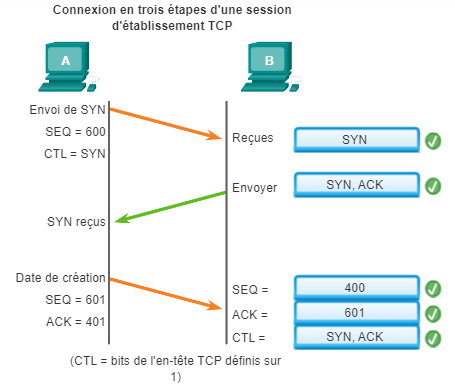 Connexion en trois étapes d'une session
d'établissement TCP
A
B
Envoi de SYN
SEQ = 600
CTL = SYN
Reçues
SYN
Envoyer
SYN, ACK
SYN reçus
Date de création
SEQ = 601
ACK = 401
SEQ =
400
ACK =
601
CTL =
SYN, ACK
(CTL = bits de l'en-tête TCP définis sur
1)